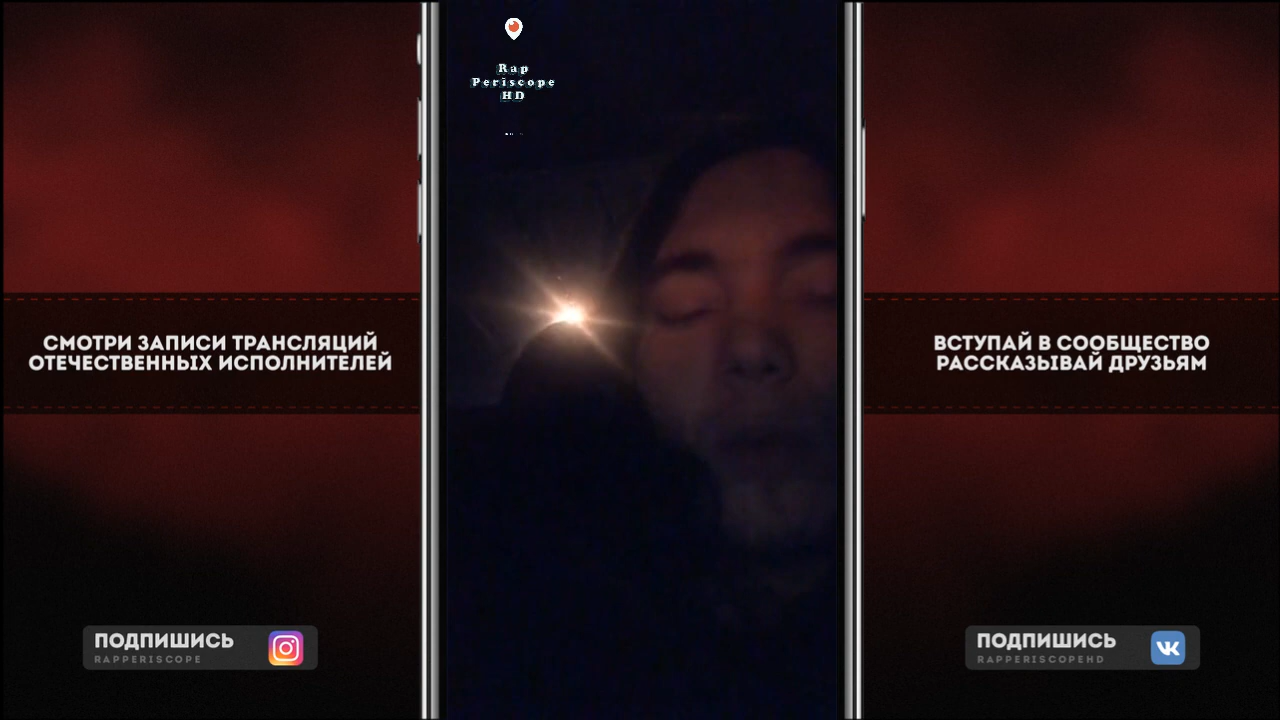 Rap
Periscope
HD
СМОТРИ ЗАПИСИ ТРАНСЛЯЦИЙ
ОТЕЧЕСТВЕННЫХ ИСПОЛНИТЕЛЕЙ
ВСТУПАЙ В СООБЩЕСТВО
РАССКАЗЫВАЙ ДРУЗЬЯМ
ПОДПИШИСЬ
RAPPERISCOPE
ПОДПИШИСЬ
RAPPERISCOPEHD